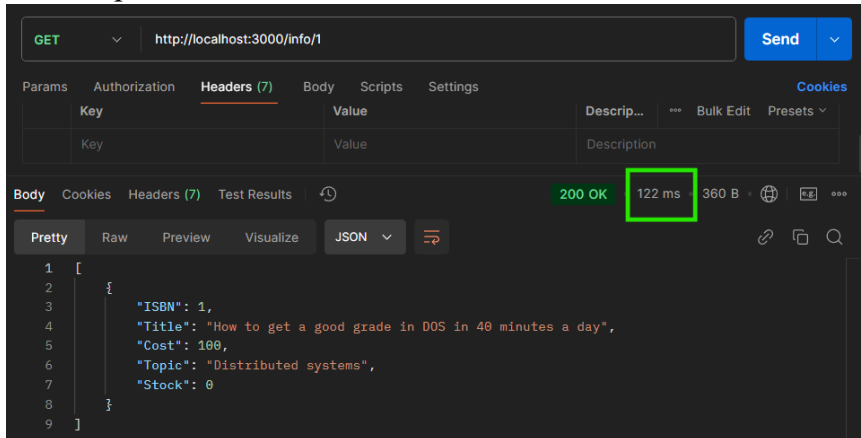 GET http://localhost:3000/info/1 Send
Params Authorization Headers (7) Body Scripts Settings Cookies
Key Value Descrip... Bulk Edit Presets
Key Value Description
Body Cookies Headers (7) Test Results 200 OK 122 ms 360 B e.g.
Pretty Raw Preview Visualize JSON
1 [
2 {
3 "ISBN": 1,
4 "Title": "How to get a good grade in DOS in 40 minutes a day",
5 "Cost": 100,
6 "Topic": "Distributed systems",
7 "Stock": 0
8 }
9 ]